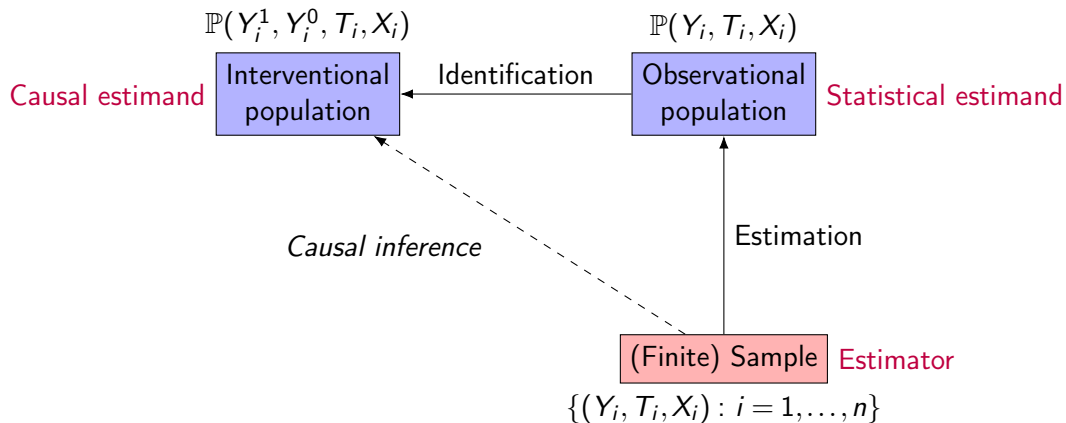 ℙ(Y_i^1, Y_i^0, T_i, X_i)
ℙ(Y_i, T_i, X_i)
Causal estimand
Interventional
population
Identification
Observational
population
Statistical estimand
Causal inference
Estimation
(Finite) Sample
Estimator
{(Y_i, T_i, X_i) : i = 1, …, n}